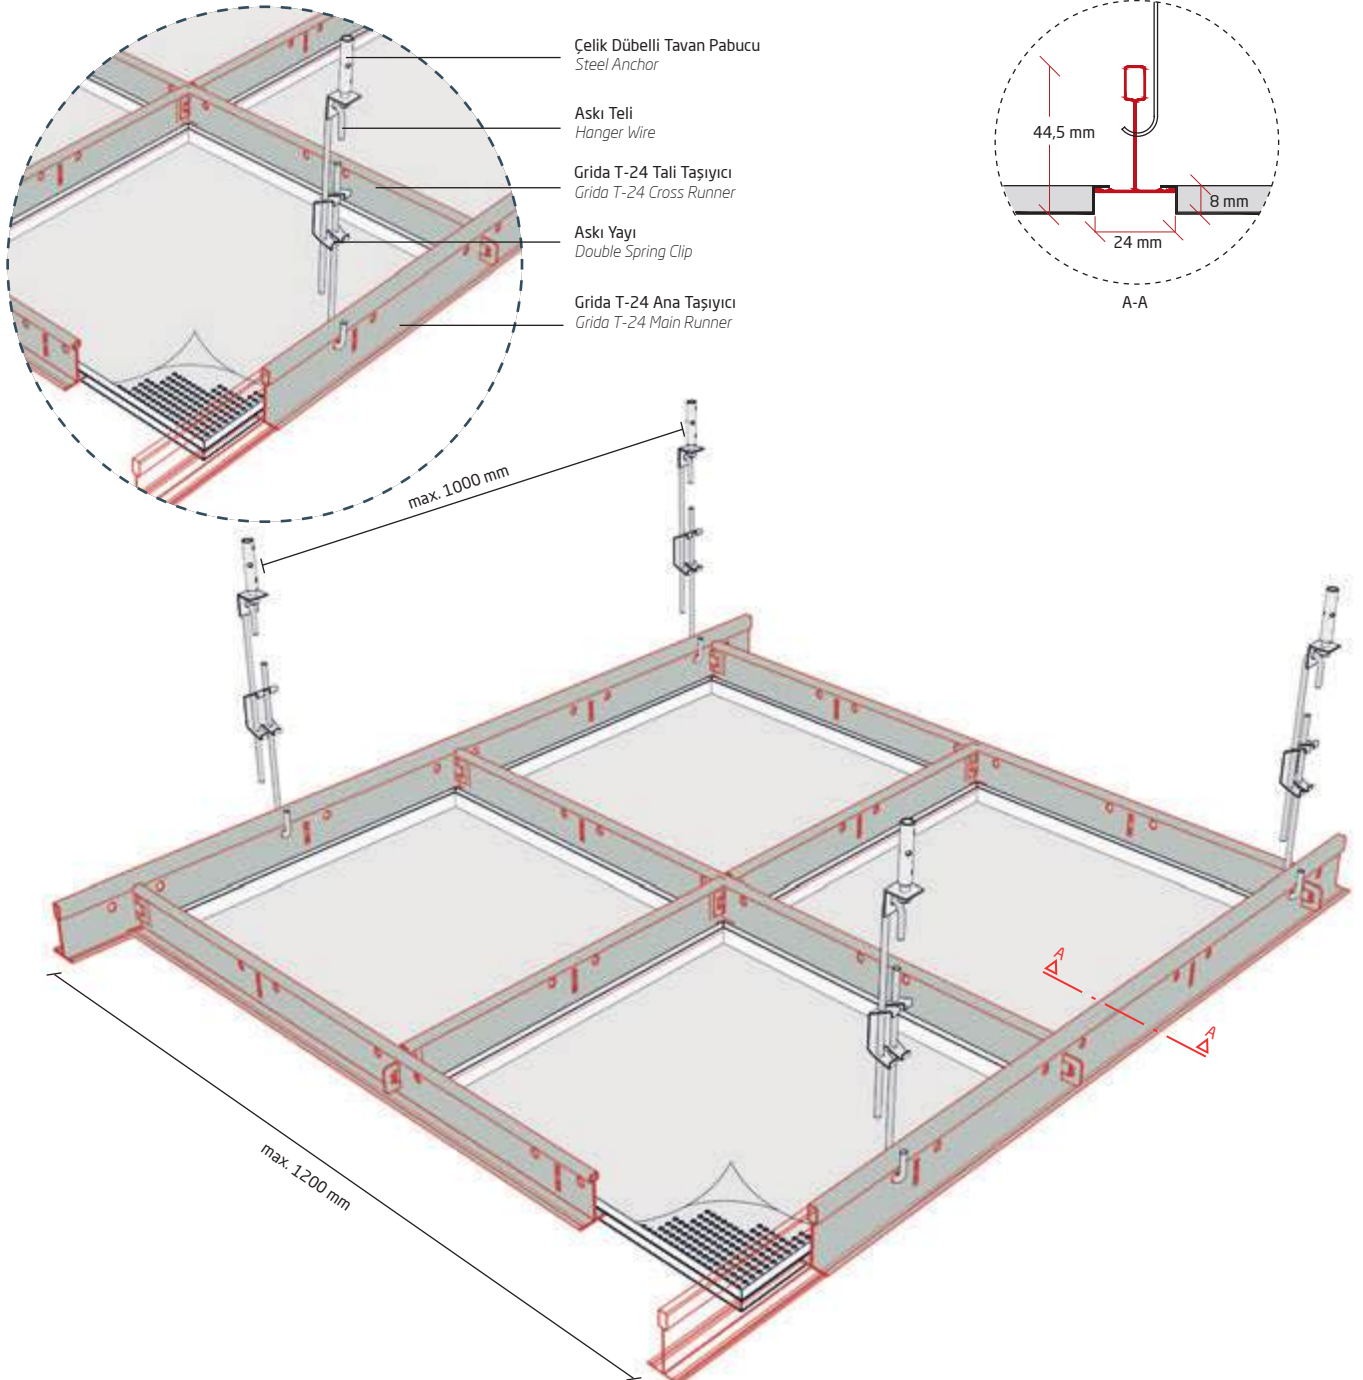 Çelik Dübelli Tavan Pabucu
Steel Anchor
Askı Teli
Hanger Wire
Grida T-24 Tali Taşıyıcı
Grida T-24 Cross Runner
Askı Yayı
Double Spring Clip
Grida T-24 Ana Taşıyıcı
Grida T-24 Main Runner
44,5 mm
8 mm
24 mm
A-A
max. 1000 mm
A
A
max. 1200 mm